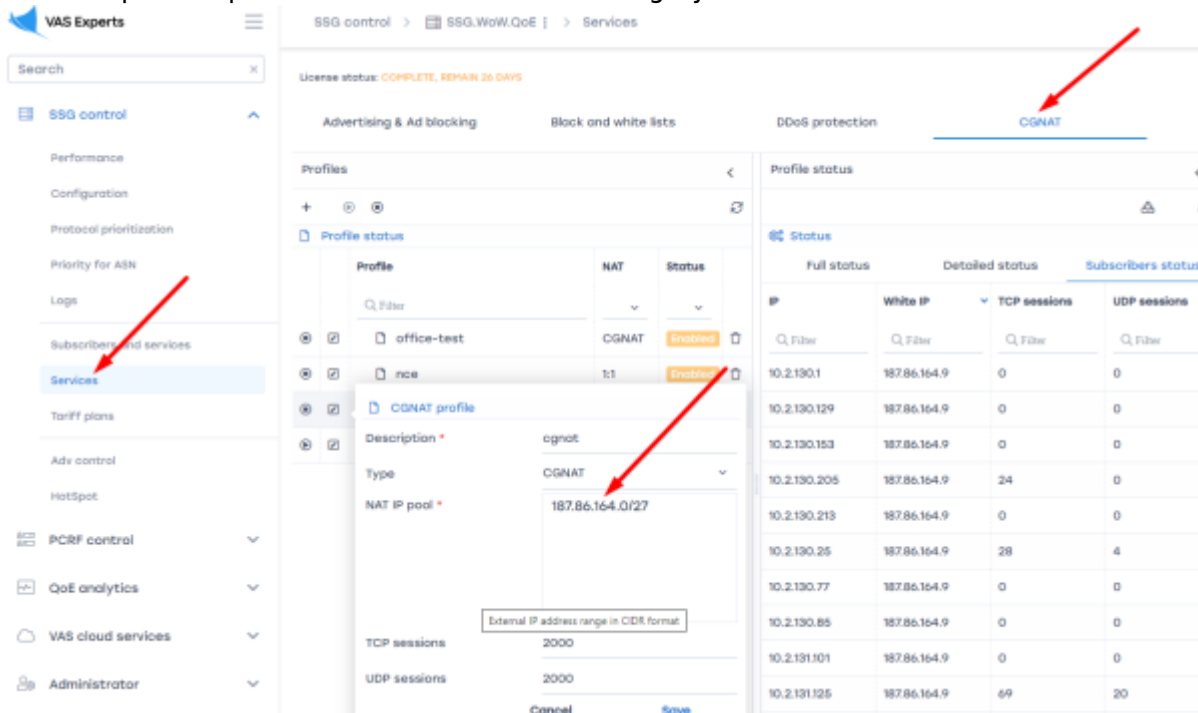 VAS Experts
SSG control > SSG.WoW.QoE > Services
Search
License status: COMPLETE, REMAIN 26 DAYS
SSG control
Advertising & Ad blocking
Black and white lists
DDoS protection
CGNAT
Performance
Configuration
Protocol prioritization
Priority for ASN
Logs
Subscribers and services
Services
Tariff plans
Adv control
HotSpot
PCRF control
QoE analytics
VAS cloud services
Administrator
Profiles
Profile status
Profile NAT Status
Filter
office-test CGNAT Enabled
nce 1:1 Enabled
CGNAT profile
Description * cgnat
Type CGNAT
NAT IP pool * 187.86.164.0/27
External IP address range in CIDR format
TCP sessions 2000
UDP sessions 2000
Cancel Save
Profile status
Status
Full status Detailed status Subscribers status
IP White IP TCP sessions UDP sessions
Filter Filter Filter Filter
10.2.130.1 187.86.164.9 0 0
10.2.130.129 187.86.164.9 0 0
10.2.130.153 187.86.164.9 0 0
10.2.130.205 187.86.164.9 24 0
10.2.130.213 187.86.164.9 0 0
10.2.130.25 187.86.164.9 28 4
10.2.130.77 187.86.164.9 0 0
10.2.130.85 187.86.164.9 0 0
10.2.131.101 187.86.164.9 0 0
10.2.131.125 187.86.164.9 69 20